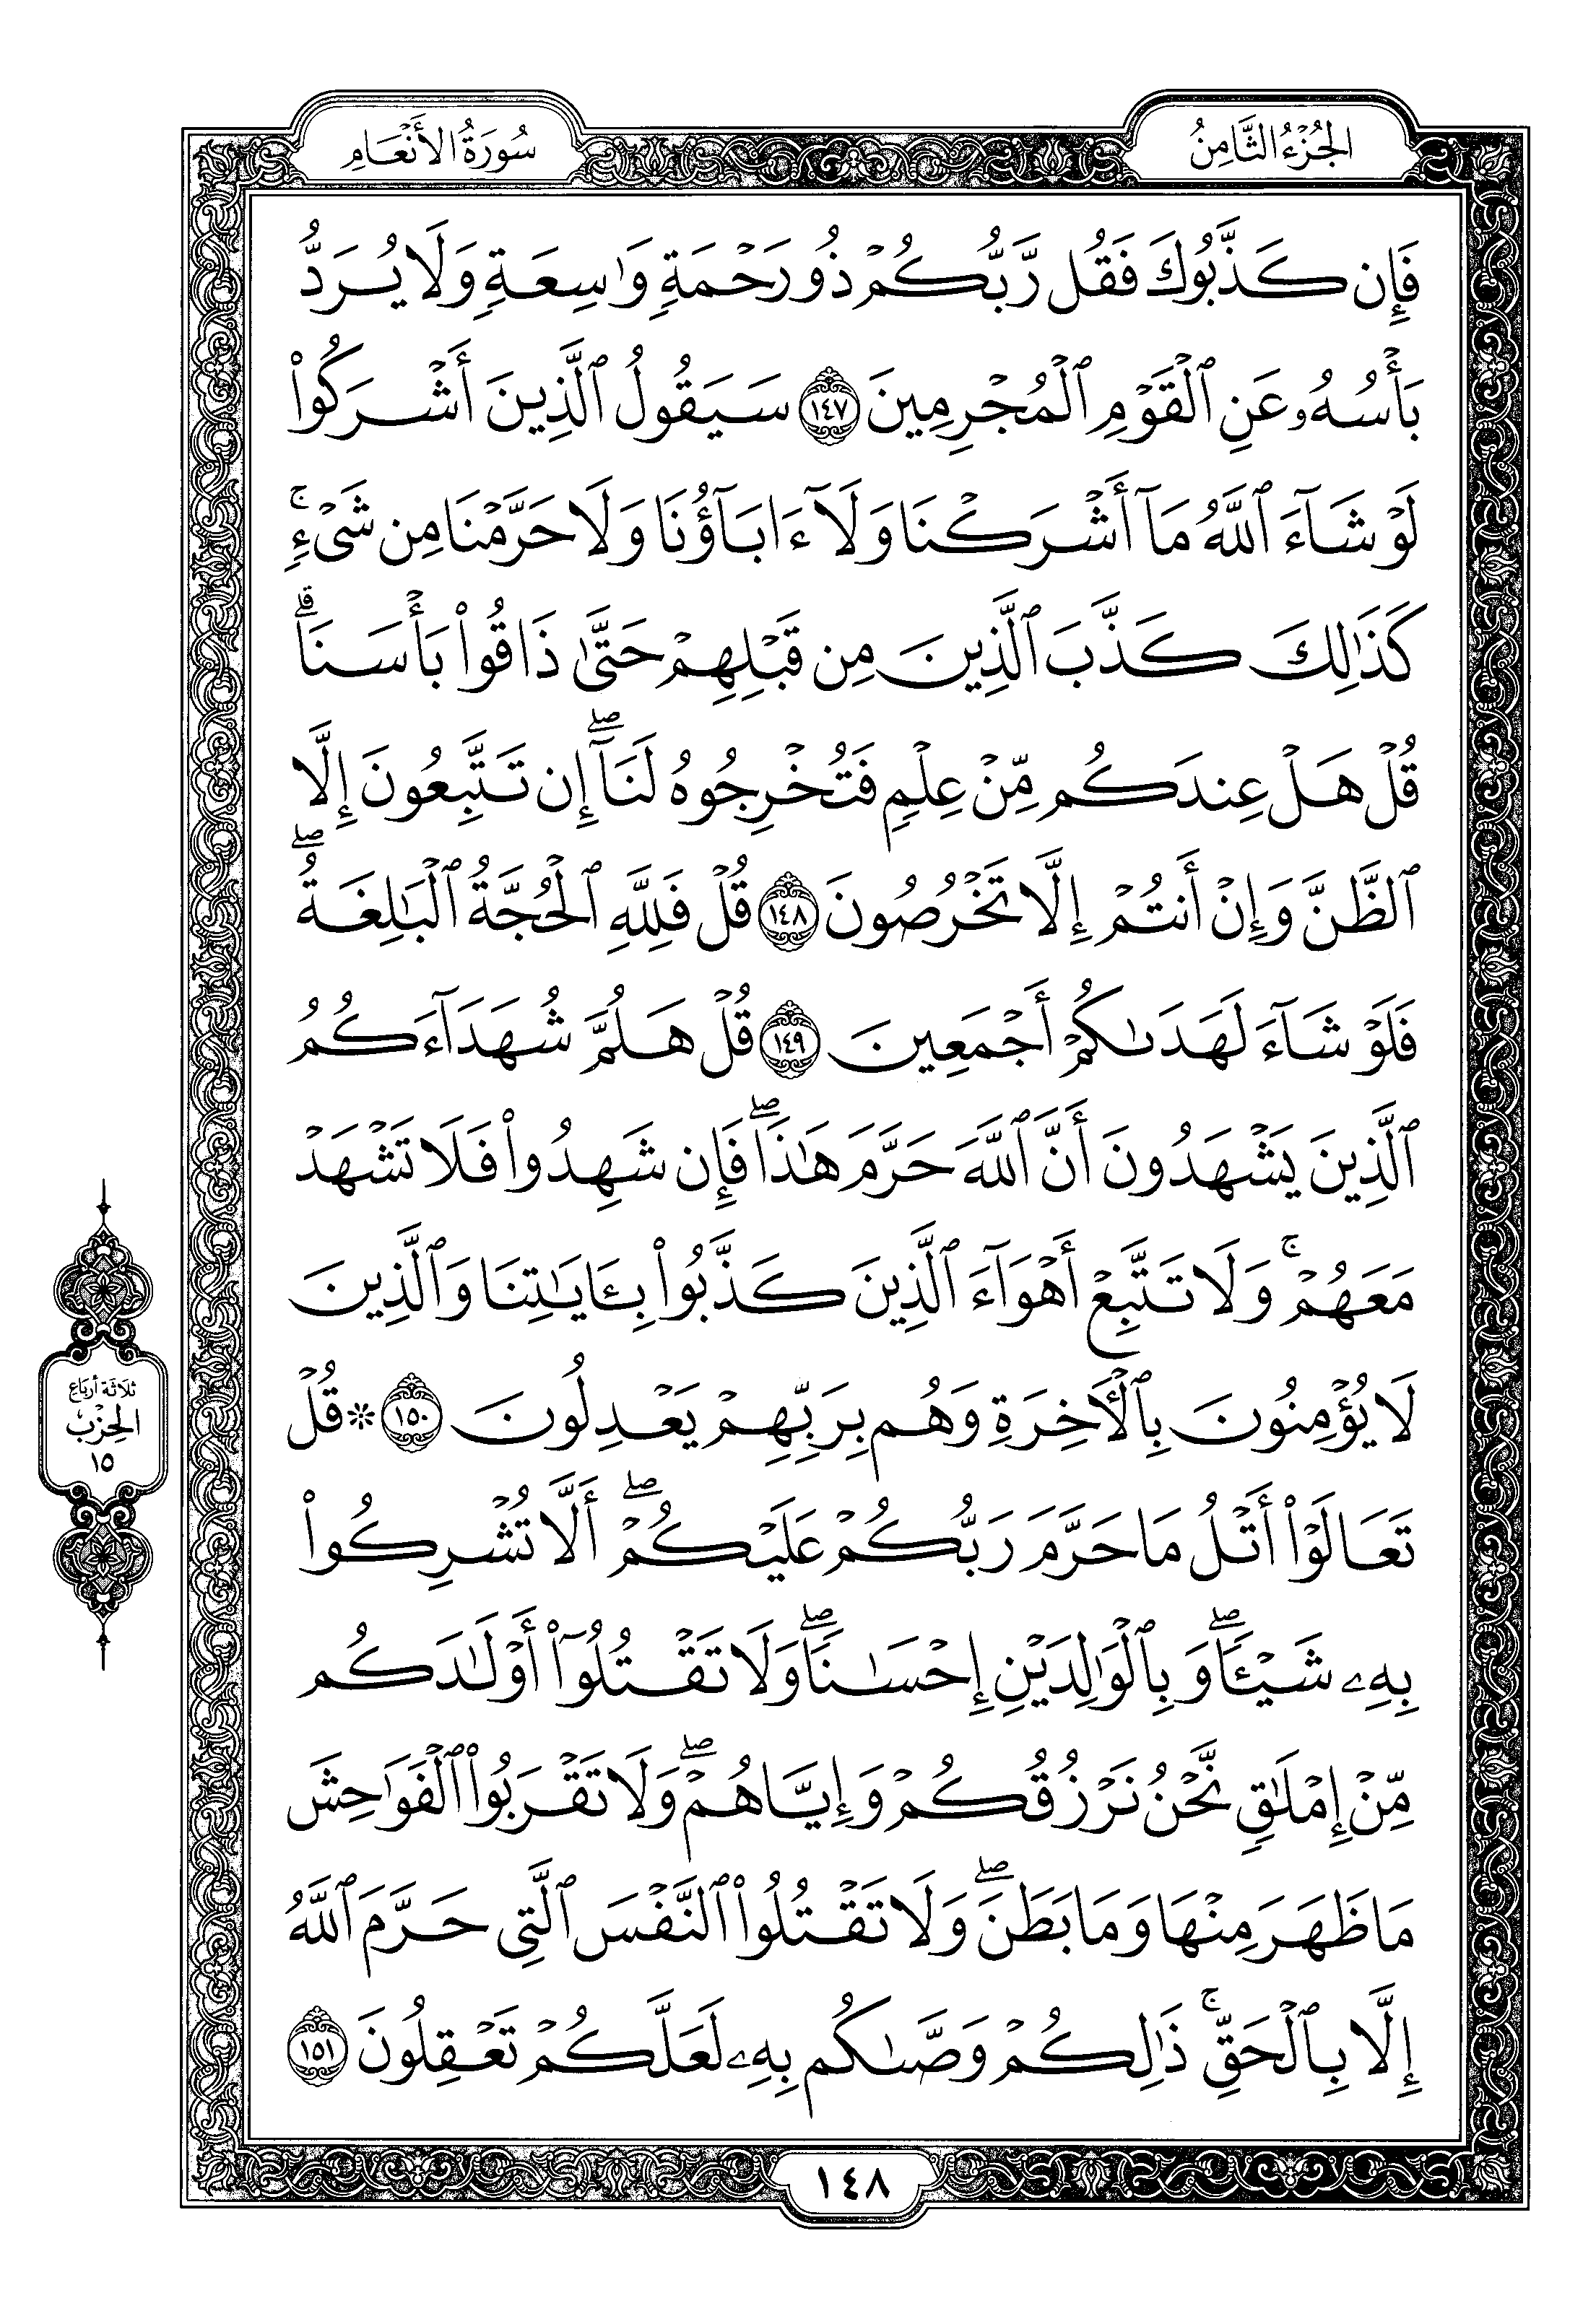 الجُزْءُ الثَّامِنُ
سُورَةُ الأَنْعَامِ
فَإِن كَذَّبُوكَ فَقُل رَّبُّكُمْ ذُو رَحْمَةٍ وَٰسِعَةٍ وَلَا يُرَدُّ
بَأْسُهُۥ عَنِ ٱلْقَوْمِ ٱلْمُجْرِمِينَ ١٤٧ سَيَقُولُ ٱلَّذِينَ أَشْرَكُوا۟
لَوْ شَآءَ ٱللَّهُ مَآ أَشْرَكْنَا وَلَآ ءَابَآؤُنَا وَلَا حَرَّمْنَا مِن شَىْءٍۚ
كَذَٰلِكَ كَذَّبَ ٱلَّذِينَ مِن قَبْلِهِمْ حَتَّىٰ ذَاقُوا۟ بَأْسَنَاۗ
قُلْ هَلْ عِندَكُم مِّنْ عِلْمٍ فَتُخْرِجُوهُ لَنَآۖ إِن تَتَّبِعُونَ إِلَّا
ٱلظَّنَّ وَإِنْ أَنتُمْ إِلَّا تَخْرُصُونَ ١٤٨ قُلْ فَلِلَّهِ ٱلْحُجَّةُ ٱلْبَٰلِغَةُۖ
فَلَوْ شَآءَ لَهَدَىٰكُمْ أَجْمَعِينَ ١٤٩ قُلْ هَلُمَّ شُهَدَآءَكُمُ
ٱلَّذِينَ يَشْهَدُونَ أَنَّ ٱللَّهَ حَرَّمَ هَٰذَاۖ فَإِن شَهِدُوا۟ فَلَا تَشْهَدْ
مَعَهُمْۚ وَلَا تَتَّبِعْ أَهْوَآءَ ٱلَّذِينَ كَذَّبُوا۟ بِـَٔايَٰتِنَا وَٱلَّذِينَ
لَا يُؤْمِنُونَ بِٱلْـَٔاخِرَةِ وَهُم بِرَبِّهِمْ يَعْدِلُونَ ١٥٠ ۞ قُلْ
تَعَالَوْا۟ أَتْلُ مَا حَرَّمَ رَبُّكُمْ عَلَيْكُمْۖ أَلَّا تُشْرِكُوا۟
بِهِۦ شَيْـًٔاۖ وَبِٱلْوَٰلِدَيْنِ إِحْسَٰنًاۖ وَلَا تَقْتُلُوٓا۟ أَوْلَٰدَكُم
مِّنْ إِمْلَٰقٍۖ نَّحْنُ نَرْزُقُكُمْ وَإِيَّاهُمْۖ وَلَا تَقْرَبُوا۟ ٱلْفَوَٰحِشَ
مَا ظَهَرَ مِنْهَا وَمَا بَطَنَۖ وَلَا تَقْتُلُوا۟ ٱلنَّفْسَ ٱلَّتِى حَرَّمَ ٱللَّهُ
إِلَّا بِٱلْحَقِّۚ ذَٰلِكُمْ وَصَّىٰكُم بِهِۦ لَعَلَّكُمْ تَعْقِلُونَ ١٥١
ثلاثة أرباع
الحِزْب
١٥
١٤٨